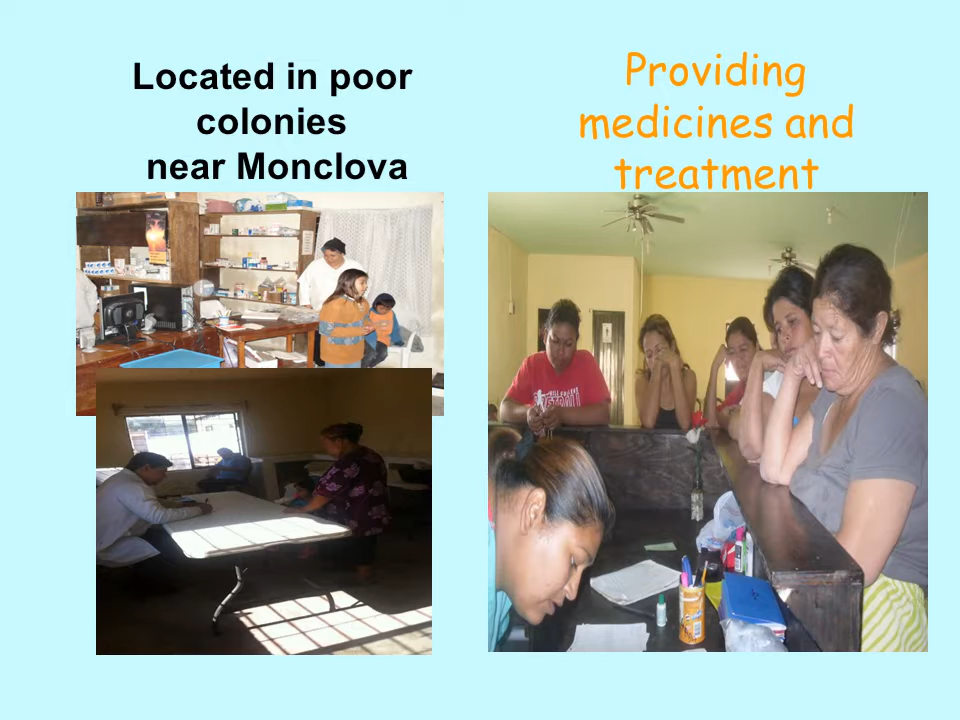 Located in poor
colonies
near Monclova
Providing
medicines and
treatment